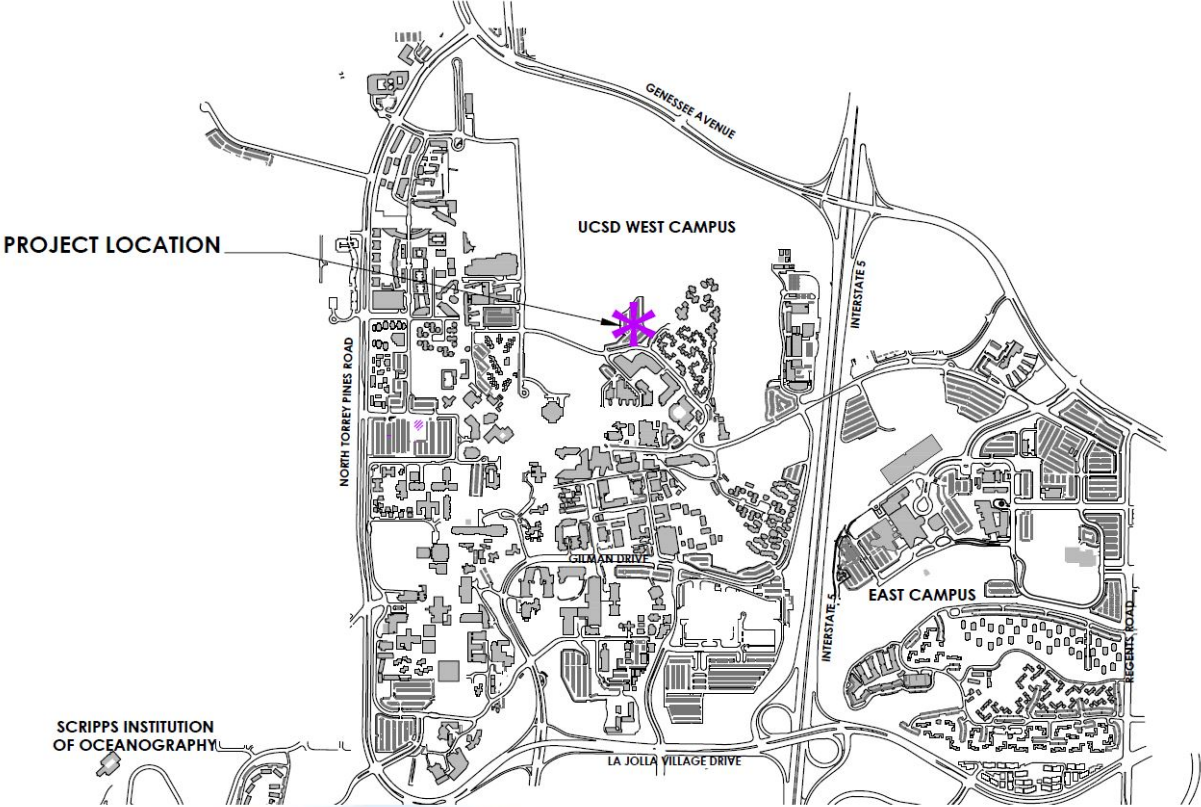 GENESSEE AVENUE
UCSD WEST CAMPUS
PROJECT LOCATION
INTERSTATE 5
NORTH TORREY PINES ROAD
GILMAN DRIVE
EAST CAMPUS
INTERSTATE 5
REGENTS ROAD
SCRIPPS INSTITUTION
OF OCEANOGRAPHY
LA JOLLA VILLAGE DRIVE